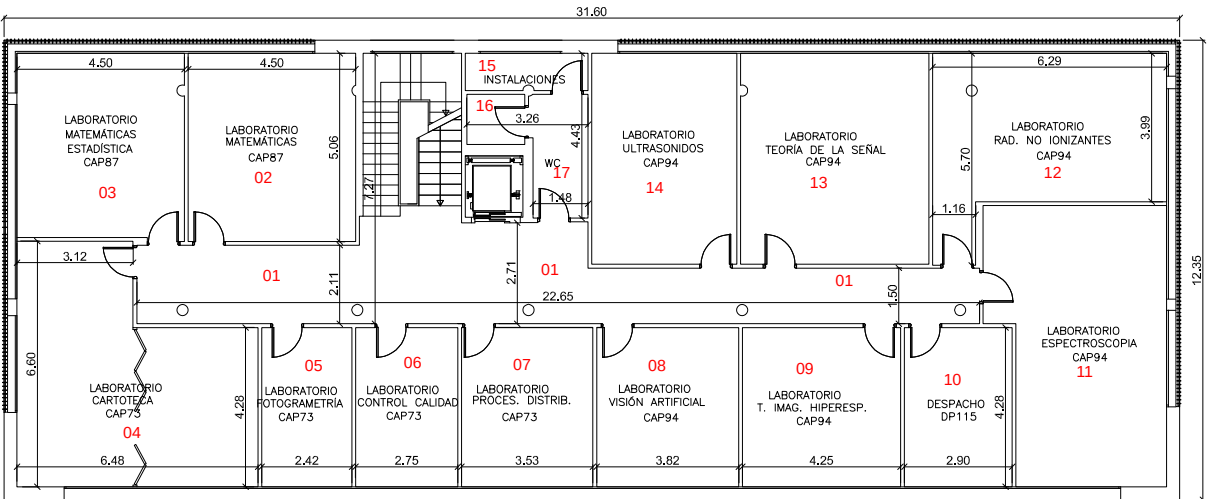 31.60
4.50
4.50
6.29
15
INSTALACIONES
16
3.26
4.43
5.06
7.27
3.99
5.70
12.35
LABORATORIO
MATEMÁTICAS
ESTADÍSTICA
CAP87
03
LABORATORIO
MATEMÁTICAS
CAP87
02
WC
17
1.48
LABORATORIO
ULTRASONIDOS
CAP94
14
LABORATORIO
TEORÍA DE LA SEÑAL
CAP94
13
LABORATORIO
RAD. NO IONIZANTES
CAP94
12
1.16
3.12
01
2.11
2.71
01
01
1.50
22.65
6.60
LABORATORIO
CARTOTECA
CAP73
04
4.28
05
LABORATORIO
FOTOGRAMETRÍA
CAP73
06
LABORATORIO
CONTROL CALIDAD
CAP73
07
LABORATORIO
PROCES. DISTRIB.
CAP73
08
LABORATORIO
VISIÓN ARTIFICIAL
CAP94
09
LABORATORIO
T. IMAG. HIPERESP.
CAP94
10
DESPACHO
DP115
4.28
LABORATORIO
ESPECTROSCOPIA
CAP94
11
6.48
2.42
2.75
3.53
3.82
4.25
2.90